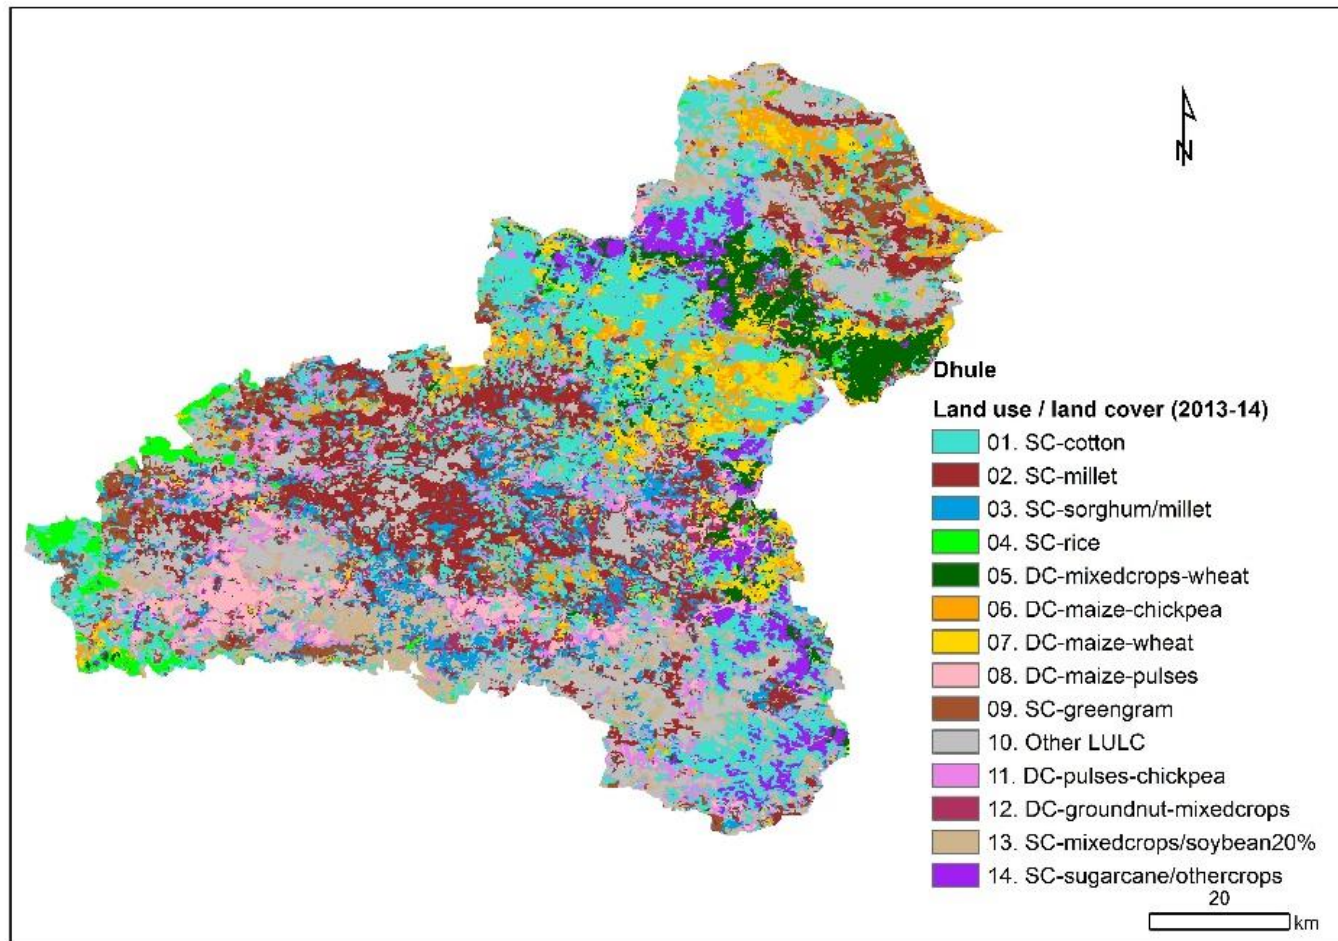 N
Dhule
Land use / land cover (2013-14)
01. SC-cotton
02. SC-millet
03. SC-sorghum/millet
04. SC-rice
05. DC-mixedcrops-wheat
06. DC-maize-chickpea
07. DC-maize-wheat
08. DC-maize-pulses
09. SC-greengram
10. Other LULC
11. DC-pulses-chickpea
12. DC-groundnut-mixedcrops
13. SC-mixedcrops/soybean20%
14. SC-sugarcane/othercrops
20
km